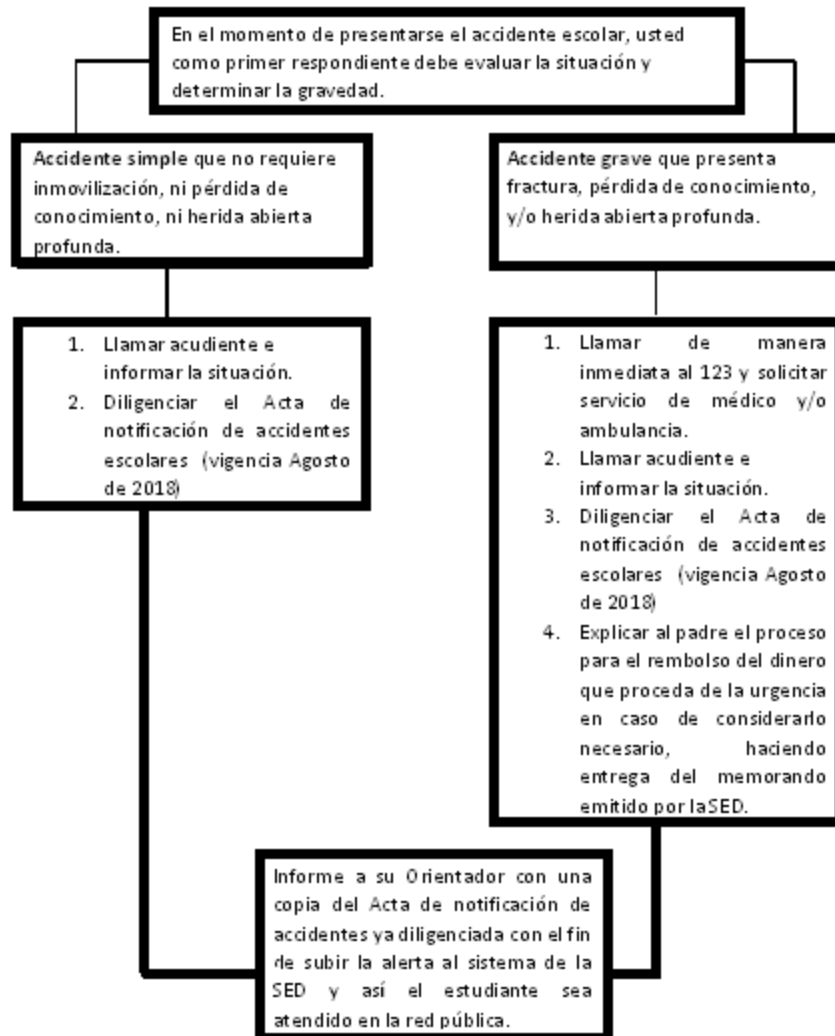 En el momento de presentarse el accidente escolar, usted
como primer respondiente debe evaluar la situación y
determinar la gravedad.
Accidente simple que no requiere
inmovilización, ni pérdida de
conocimiento, ni herida abierta
profunda.
Accidente grave que presenta
fractura, pérdida de conocimiento,
y/o herida abierta profunda.
1. Llamar acudiente e
informar la situación.
2. Diligenciar el Acta de
notificación de accidentes
escolares (vigencia Agosto
de 2018)
1. Llamar de manera
inmediata al 123 y solicitar
servicio de médico y/o
ambulancia.
2. Llamar acudiente e
informar la situación.
3. Diligenciar el Acta de
notificación de accidentes
escolares (vigencia Agosto
de 2018)
4. Explicar al padre el proceso
para el rembolso del dinero
que proceda de la urgencia
en caso de considerarlo
necesario, haciendo
entrega del memorando
emitido por la SED.
Informe a su Orientador con una
copia del Acta de notificación de
accidentes ya diligenciada con el fin
de subir la alerta al sistema de la
SED y así el estudiante sea
atendido en la red pública.